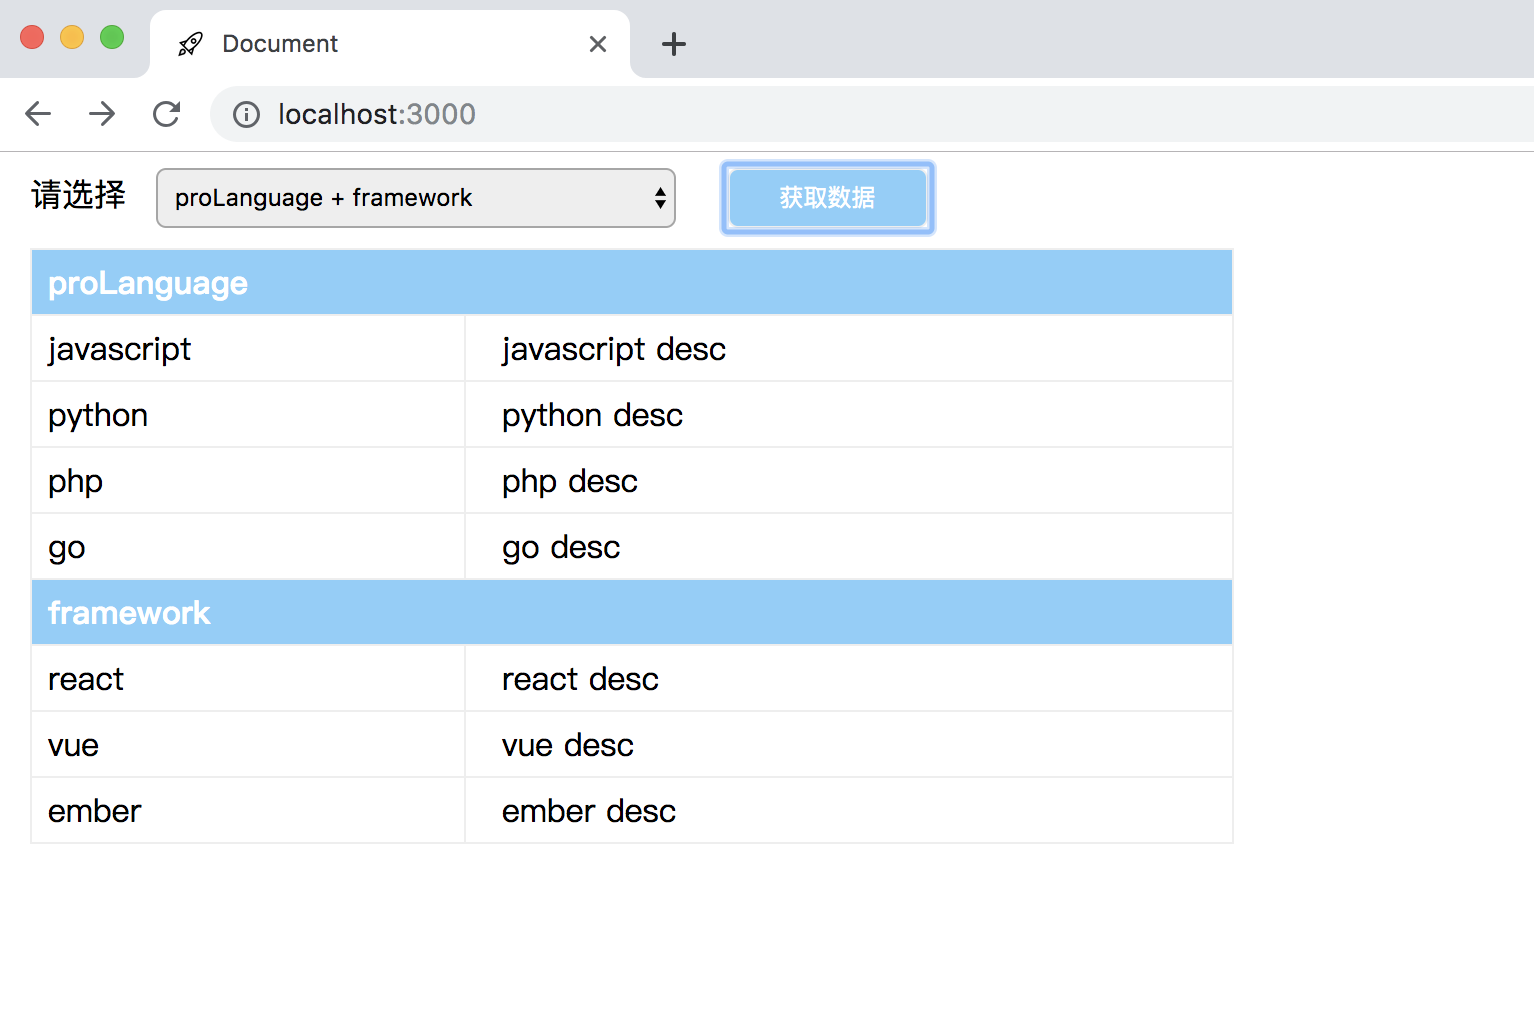 Document
localhost:3000
请选择 proLanguage + framework 获取数据
proLanguage
javascript javascript desc
python python desc
php php desc
go go desc
framework
react react desc
vue vue desc
ember ember desc